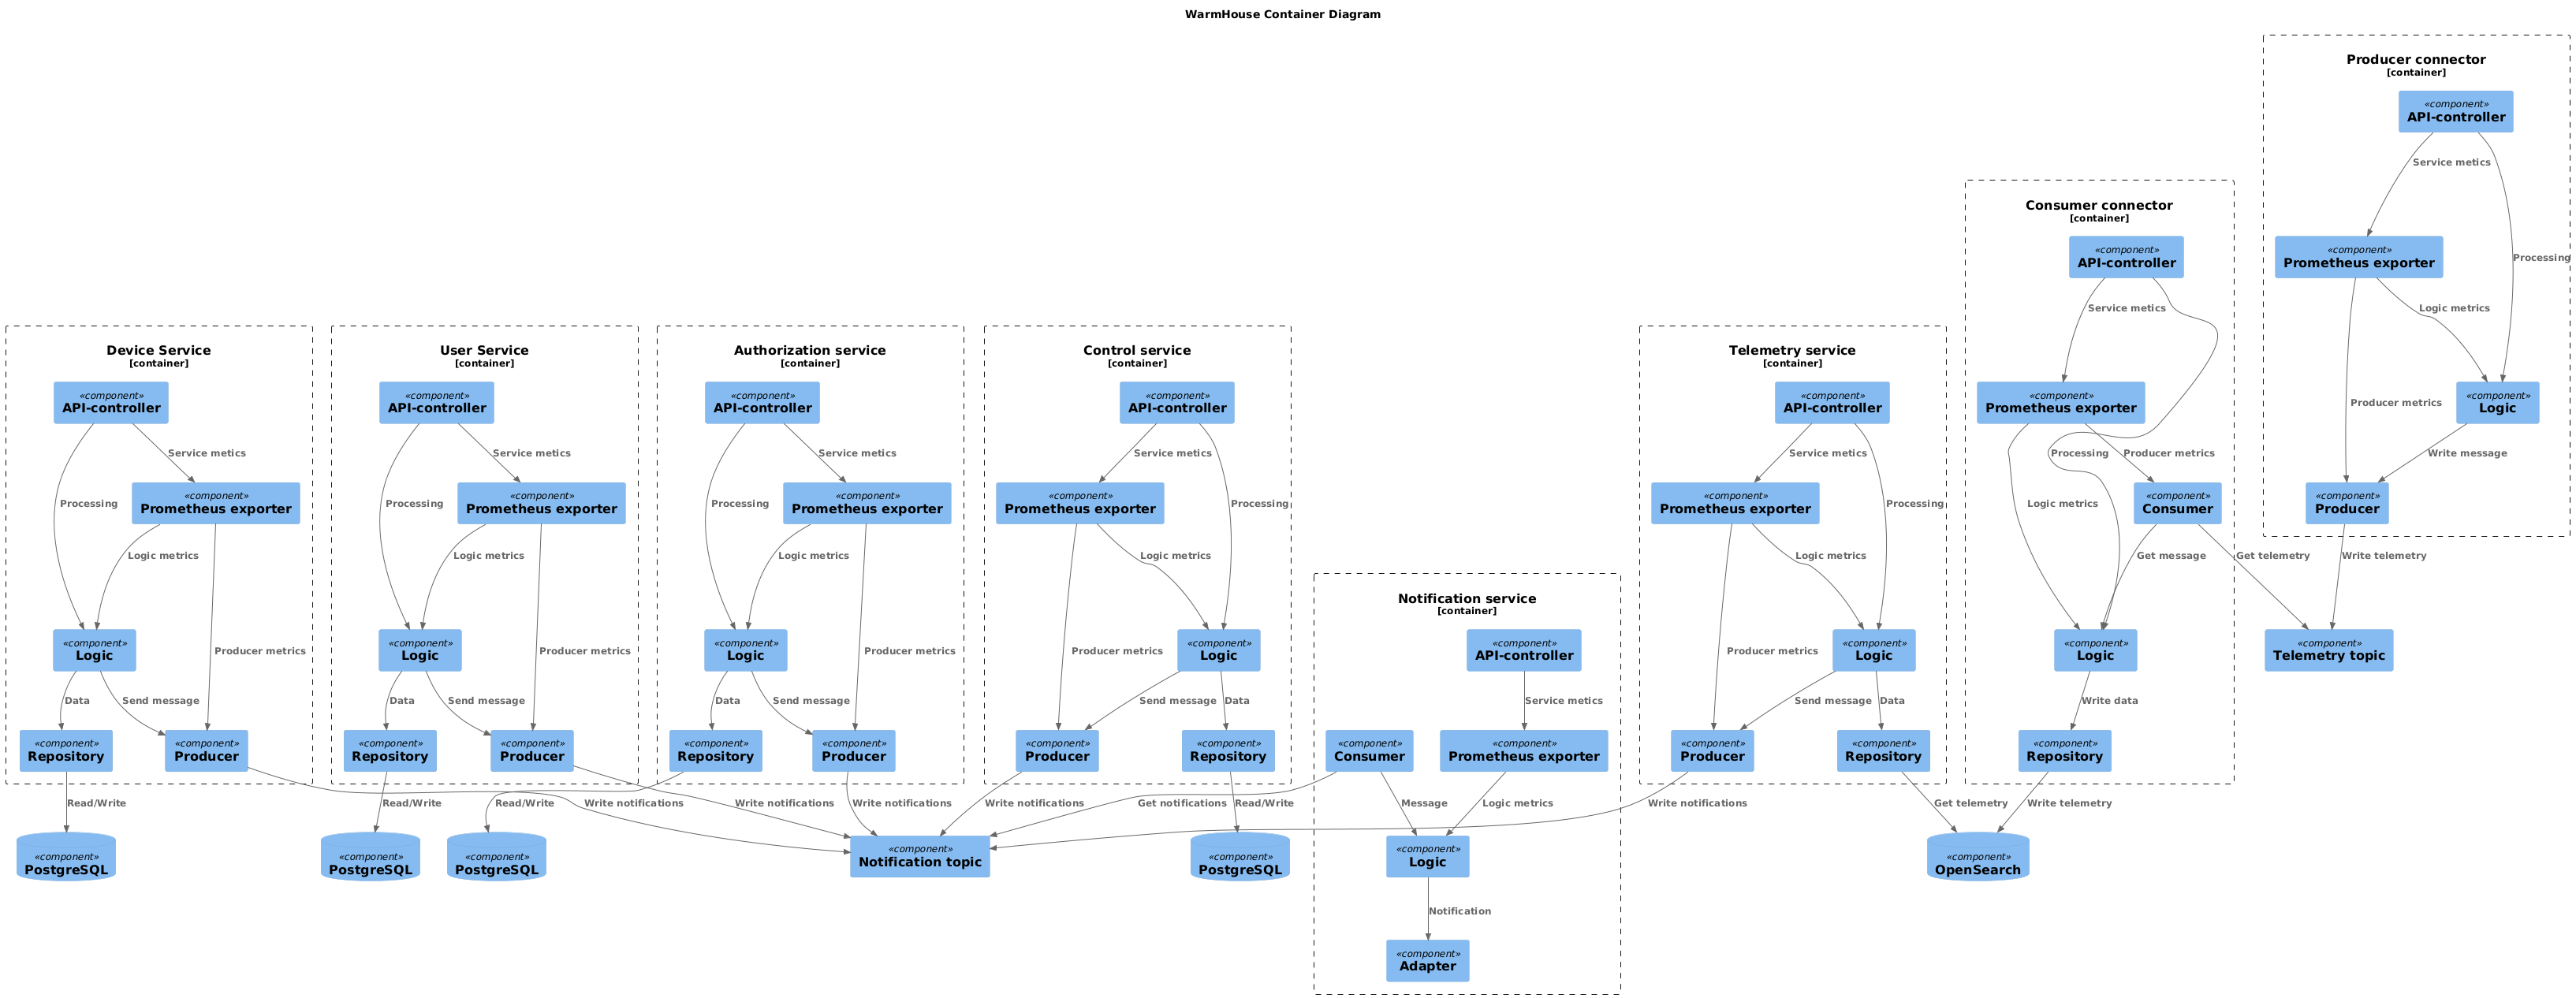 WarmHouse Container Diagram
Producer connector
[container]
«component»
API-controller
Service metics
Processing
«component»
Prometheus exporter
Logic metrics
Producer metrics
«component»
Logic
Write message
«component»
Producer
Write telemetry
Consumer connector
[container]
«component»
API-controller
Service metics
«component»
Prometheus exporter
Processing
Producer metrics
Logic metrics
«component»
Consumer
Get message
Get telemetry
«component»
Logic
«component»
Telemetry topic
Write data
«component»
Repository
Write telemetry
Device Service
[container]
«component»
API-controller
Service metics
Processing
«component»
Prometheus exporter
Logic metrics
«component»
Logic
Producer metrics
Data
Send message
«component»
Repository
«component»
Producer
Read/Write
Write notifications
«component»
PostgreSQL
User Service
[container]
«component»
API-controller
Service metics
Processing
«component»
Prometheus exporter
Logic metrics
«component»
Logic
Producer metrics
Data
Send message
«component»
Repository
«component»
Producer
Read/Write
Write notifications
«component»
PostgreSQL
Authorization service
[container]
«component»
API-controller
Service metics
Processing
«component»
Prometheus exporter
Logic metrics
«component»
Logic
Producer metrics
Data
Send message
«component»
Repository
«component»
Producer
Read/Write
Write notifications
«component»
PostgreSQL
«component»
Notification topic
Control service
[container]
«component»
API-controller
Service metics
«component»
Prometheus exporter
Processing
Logic metrics
Producer metrics
«component»
Logic
Send message
Data
«component»
Producer
«component»
Repository
Write notifications
Get notifications
Read/Write
«component»
PostgreSQL
Notification service
[container]
«component»
API-controller
Service metics
«component»
Consumer
«component»
Prometheus exporter
Message
Logic metrics
«component»
Logic
Notification
«component»
Adapter
Telemetry service
[container]
«component»
API-controller
Service metics
«component»
Prometheus exporter
Processing
Logic metrics
Producer metrics
«component»
Logic
Send message
Data
«component»
Producer
«component»
Repository
Write notifications
Get telemetry
«component»
OpenSearch